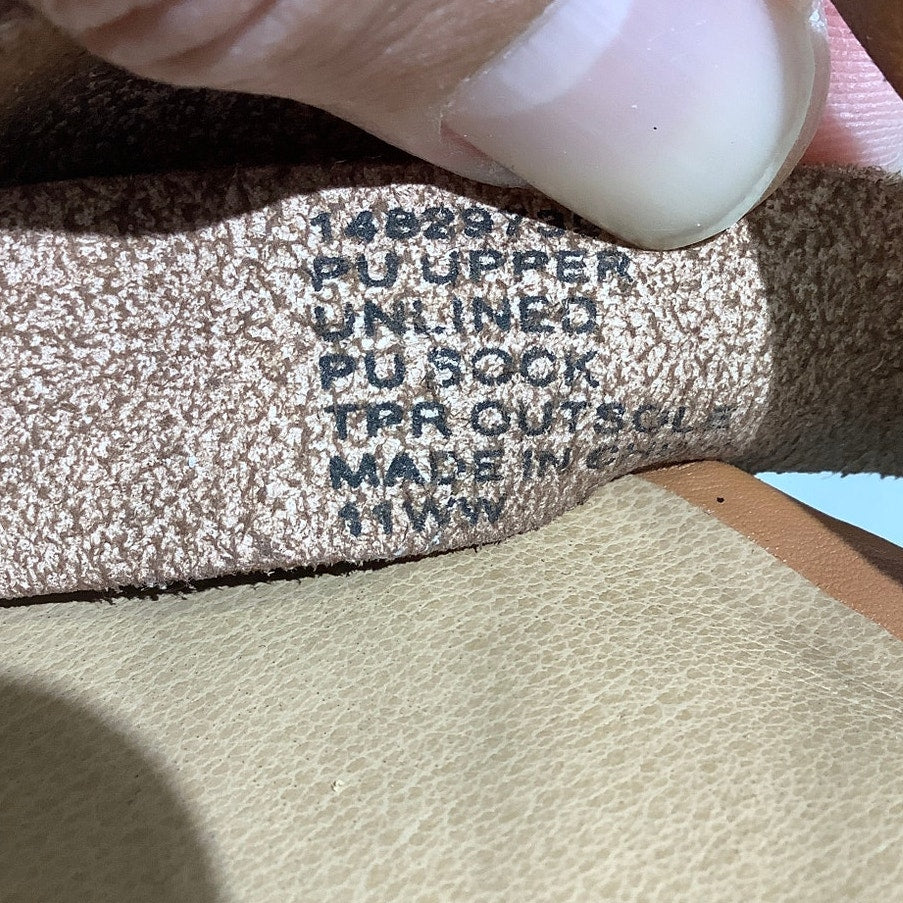 PU UPPER
UNLINED
PU SOCK
TPR OUTSOLE
MADE IN
11WW